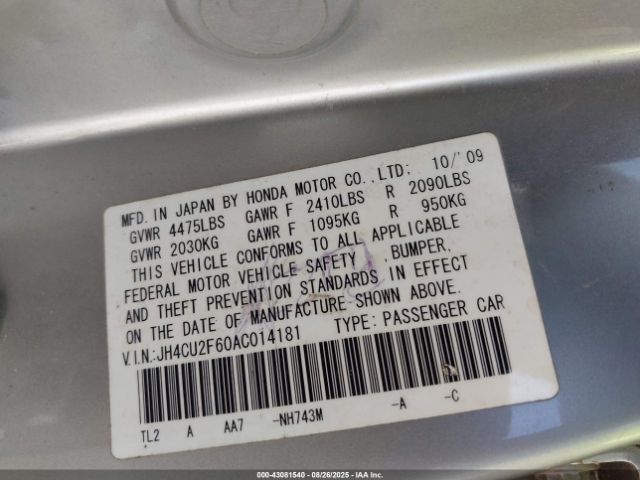 MFD. IN JAPAN BY HONDA MOTOR CO.,LTD: 10/'09
GVWR 4475LBS GAWR F 2410LBS R 2090LBS
GVWR 2030KG GAWR F 1095KG R 950KG
THIS VEHICLE CONFORMS TO ALL APPLICABLE
FEDERAL MOTOR VEHICLE SAFETY, BUMPER,
AND THEFT PREVENTION STANDARDS IN EFFECT
ON THE DATE OF MANUFACTURE SHOWN ABOVE.
V.I.N:JH4CU2F60AC014181 TYPE: PASSENGER CAR
TL2 A AA7 -NH743M -A -C
000-43081540 - 08/26/2025 - IAAI.COM